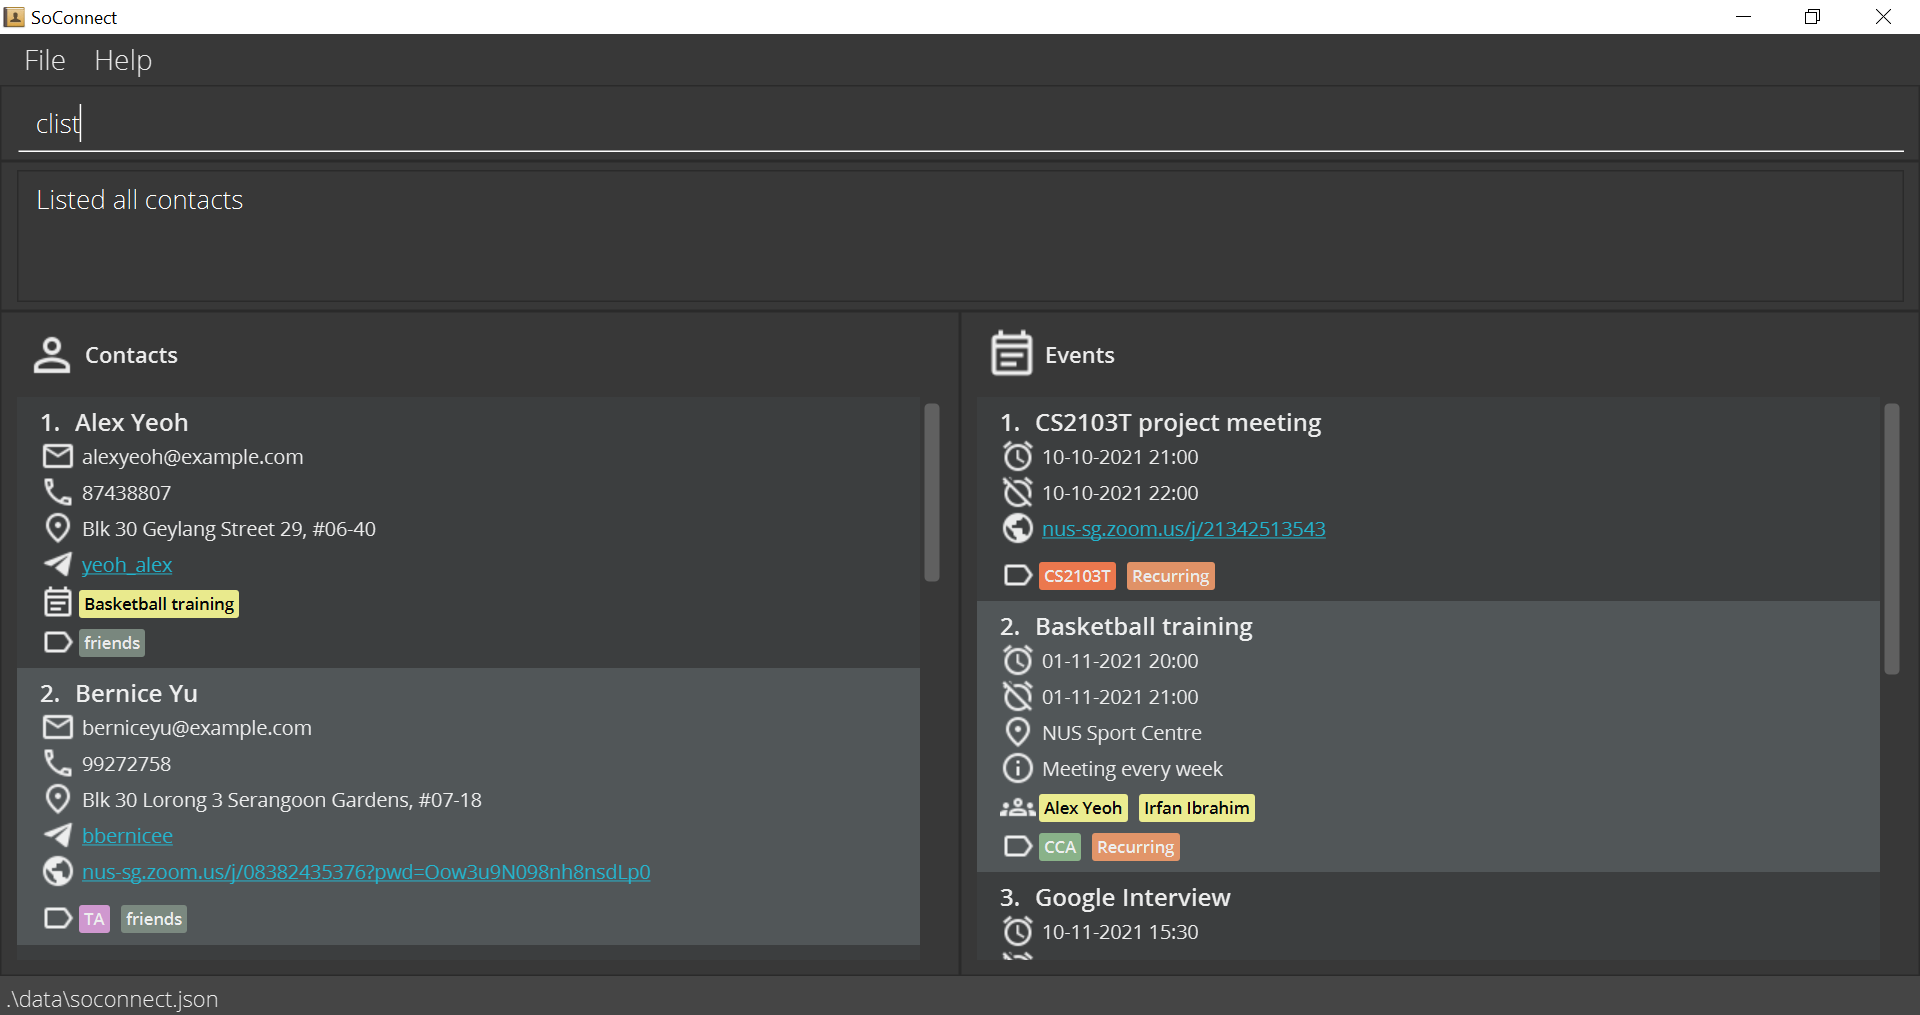 SoConnect
File Help
clist
Listed all contacts
Contacts
1. Alex Yeoh
alexyeoh@example.com
87438807
Blk 30 Geylang Street 29, #06-40
yeoh_alex
Basketball training
friends
2. Bernice Yu
berniceyu@example.com
99272758
Blk 30 Lorong 3 Serangoon Gardens, #07-18
bbernicee
nus-sg.zoom.us/j/08382435376?pwd=Oow3u9N098nh8nsdLp0
TA friends
Events
1. CS2103T project meeting
10-10-2021 21:00
10-10-2021 22:00
nus-sg.zoom.us/j/21342513543
CS2103T Recurring
2. Basketball training
01-11-2021 20:00
01-11-2021 21:00
NUS Sport Centre
Meeting every week
Alex Yeoh Irfan Ibrahim
CCA Recurring
3. Google Interview
10-11-2021 15:30
.\data\soconnect.json